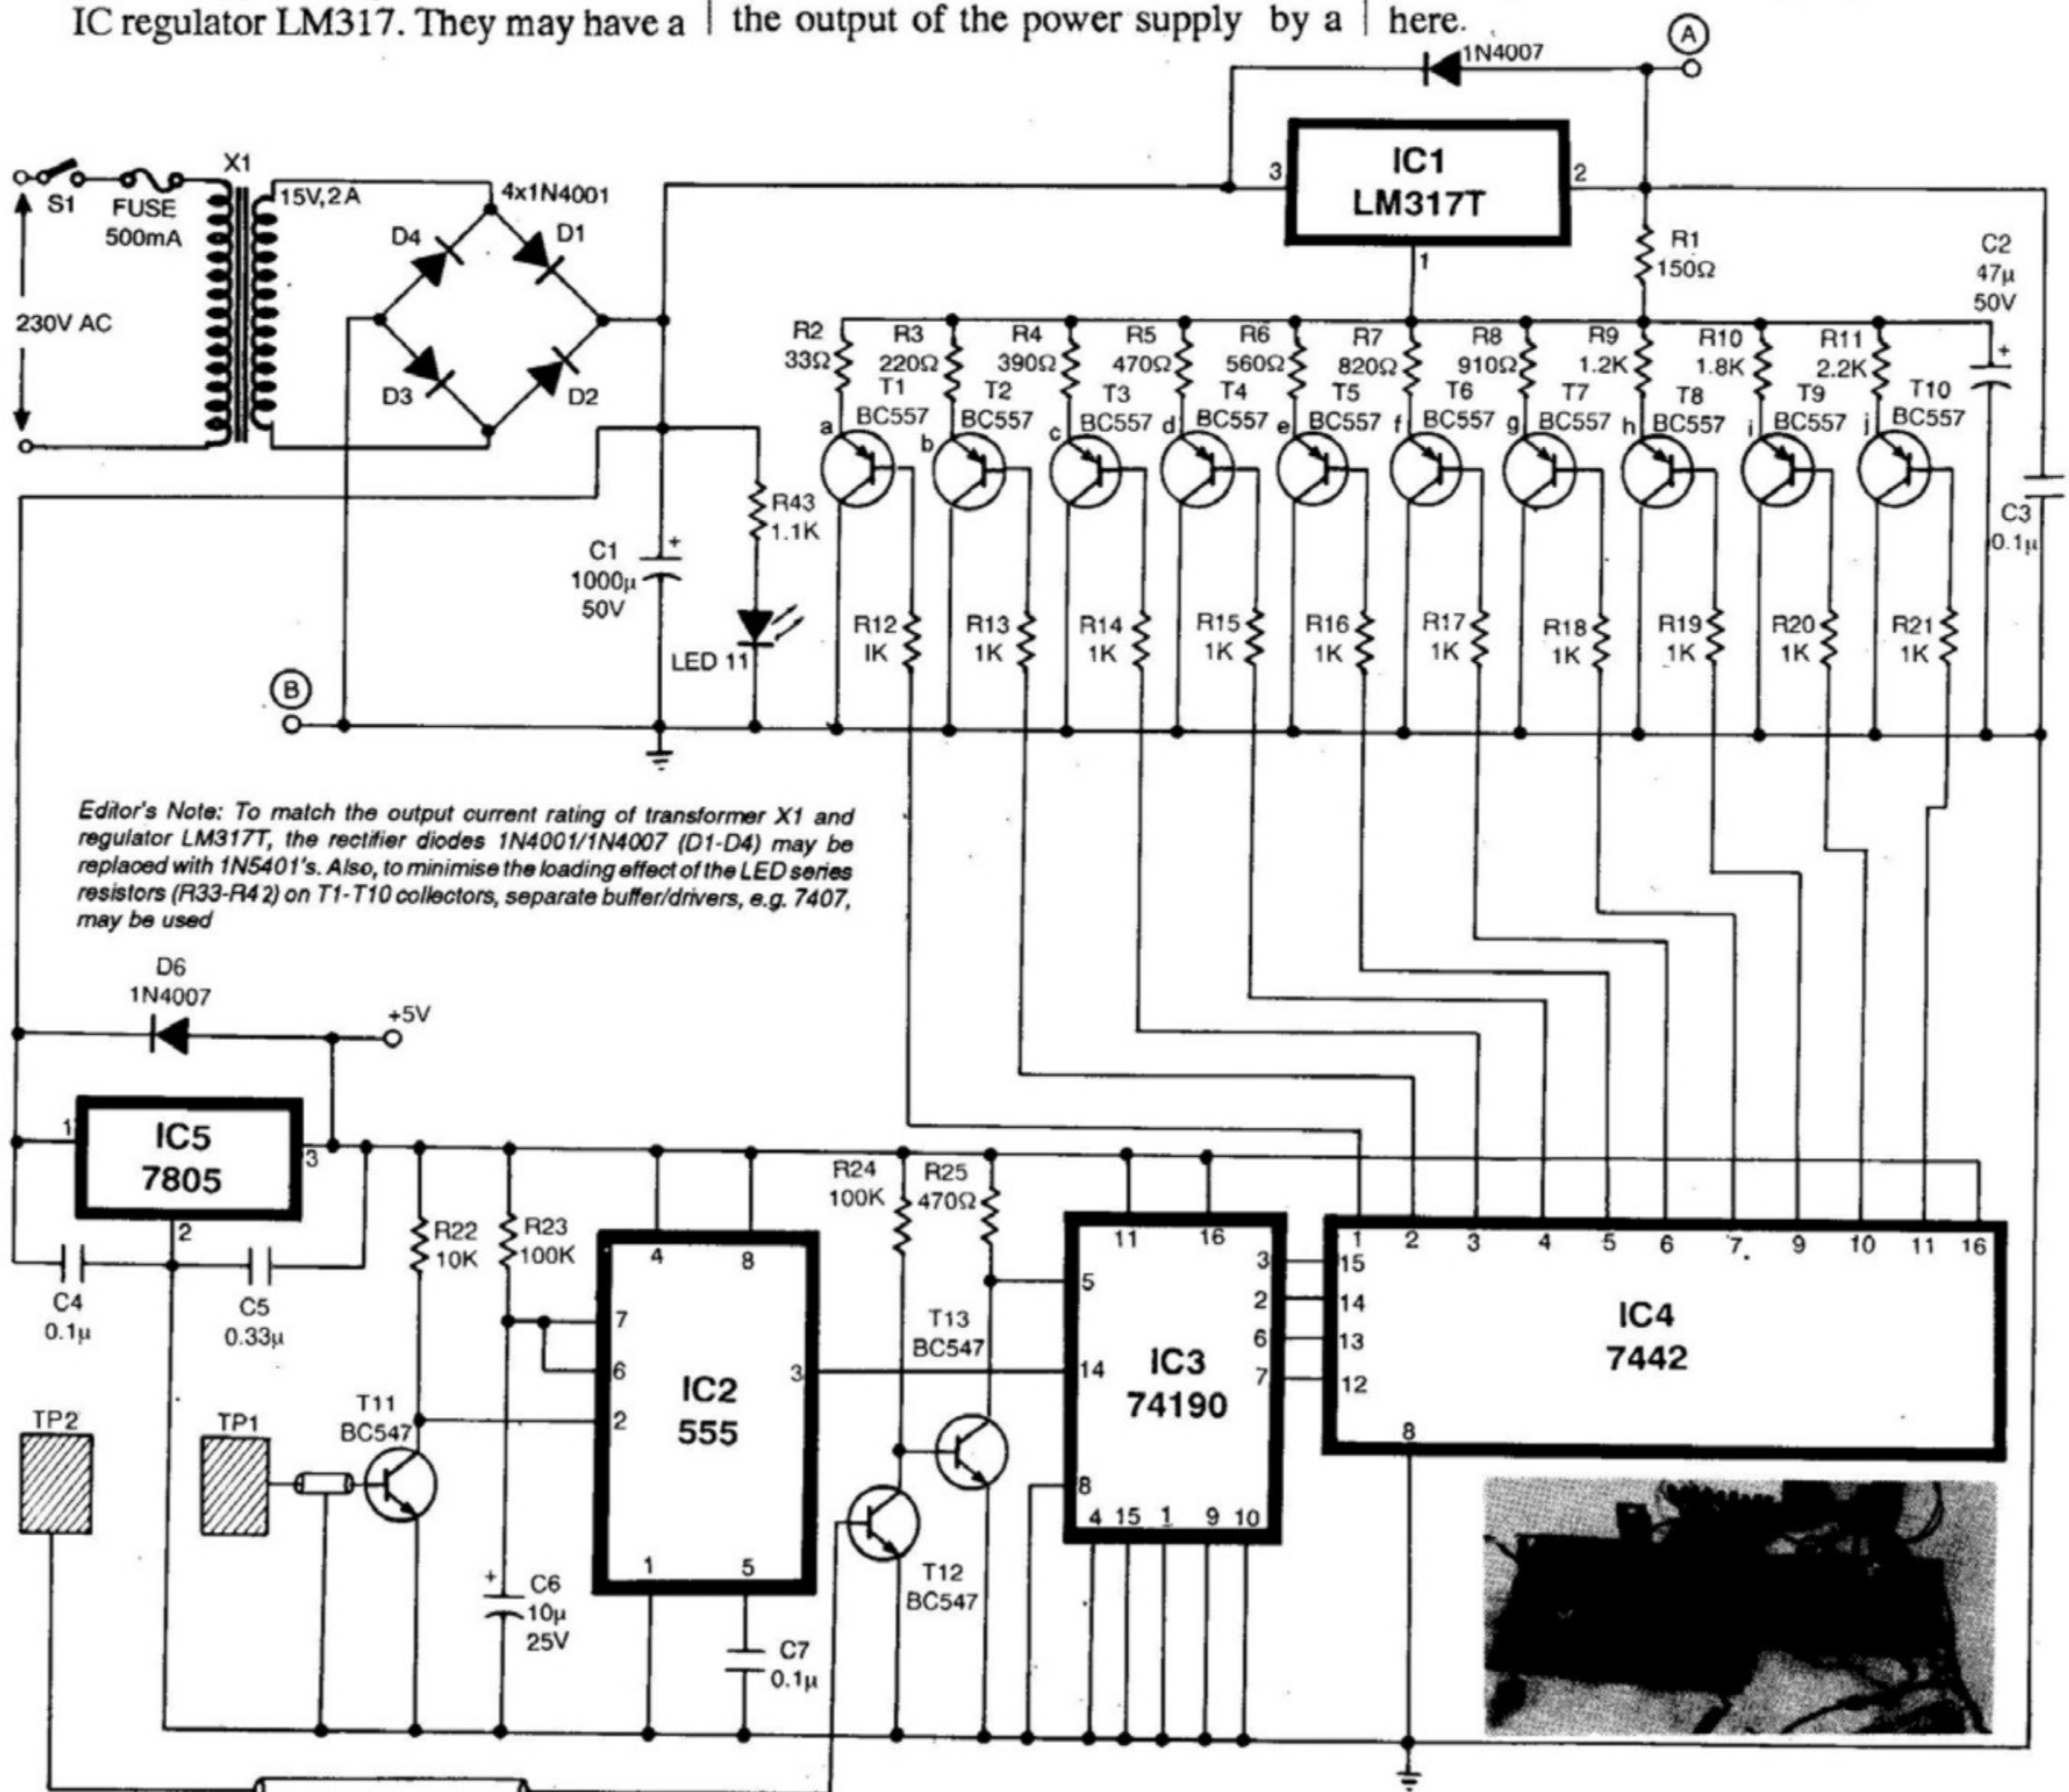 IC regulator LM317. They may have a | the output of the power supply by a | here.
A
1N4007
IC1
LM317T
3
2
1
X1
15V,2A
4x1N4001
S1
FUSE
500mA
230V AC
D4
D1
D3
D2
R1
150Ω
C2
47µ
50V
+
R2
33Ω
R3
220Ω
R4
390Ω
R5
470Ω
R6
560Ω
R7
820Ω
R8
910Ω
R9
1.2K
R10
1.8K
R11
2.2K
T1
BC557
T2
BC557
T3
BC557
T4
BC557
T5
BC557
T6
BC557
T7
BC557
T8
BC557
T9
BC557
T10
BC557
a
b
c
d
e
f
g
h
i
j
C3
0.1µ
R43
1.1K
C1
1000µ
50V
+
LED 11
R12
IK
R13
1K
R14
1K
R15
1K
R16
1K
R17
1K
R18
1K
R19
1K
R20
1K
R21
1K
B
Editor's Note: To match the output current rating of transformer X1 and
regulator LM317T, the rectifier diodes 1N4001/1N4007 (D1-D4) may be
replaced with 1N5401's. Also, to minimise the loading effect of the LED series
resistors (R33-R42) on T1-T10 collectors, separate buffer/drivers, e.g. 7407,
may be used
D6
1N4007
+5V
IC5
7805
1
3
2
C4
0.1µ
C5
0.33µ
R22
10K
R23
100K
R24
100K
R25
470Ω
IC2
555
4
8
7
6
2
3
1
5
T13
BC547
T12
BC547
T11
BC547
TP2
TP1
+
C6
10µ
25V
C7
0.1µ
IC3
74190
11
16
5
14
8
3
2
6
7
4 15 1 9 10
IC4
7442
1 2 3 4 5 6 7 9 10 11 16
15
14
13
12
8